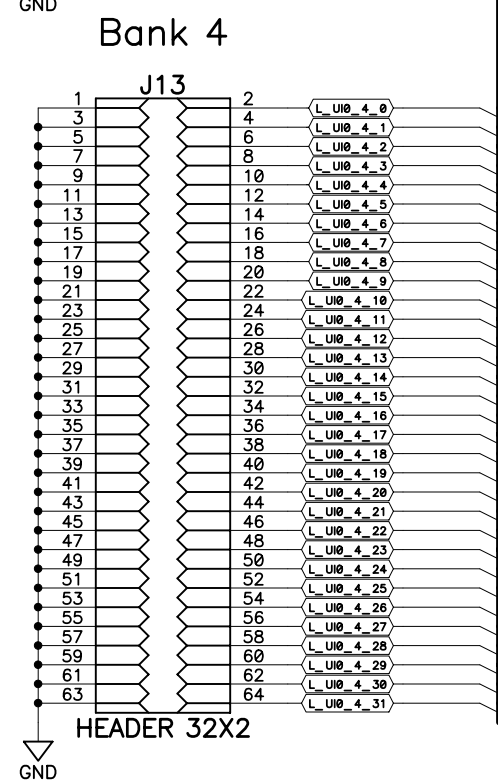 GND
Bank 4
J13
1 2 L_UI0_4_0
3 4 L_UI0_4_1
5 6 L_UI0_4_2
7 8 L_UI0_4_3
9 10 L_UI0_4_4
11 12 L_UI0_4_5
13 14 L_UI0_4_6
15 16 L_UI0_4_7
17 18 L_UI0_4_8
19 20 L_UI0_4_9
21 22 L_UI0_4_10
23 24 L_UI0_4_11
25 26 L_UI0_4_12
27 28 L_UI0_4_13
29 30 L_UI0_4_14
31 32 L_UI0_4_15
33 34 L_UI0_4_16
35 36 L_UI0_4_17
37 38 L_UI0_4_18
39 40 L_UI0_4_19
41 42 L_UI0_4_20
43 44 L_UI0_4_21
45 46 L_UI0_4_22
47 48 L_UI0_4_23
49 50 L_UI0_4_24
51 52 L_UI0_4_25
53 54 L_UI0_4_26
55 56 L_UI0_4_27
57 58 L_UI0_4_28
59 60 L_UI0_4_29
61 62 L_UI0_4_30
63 64 L_UI0_4_31
HEADER 32X2
GND